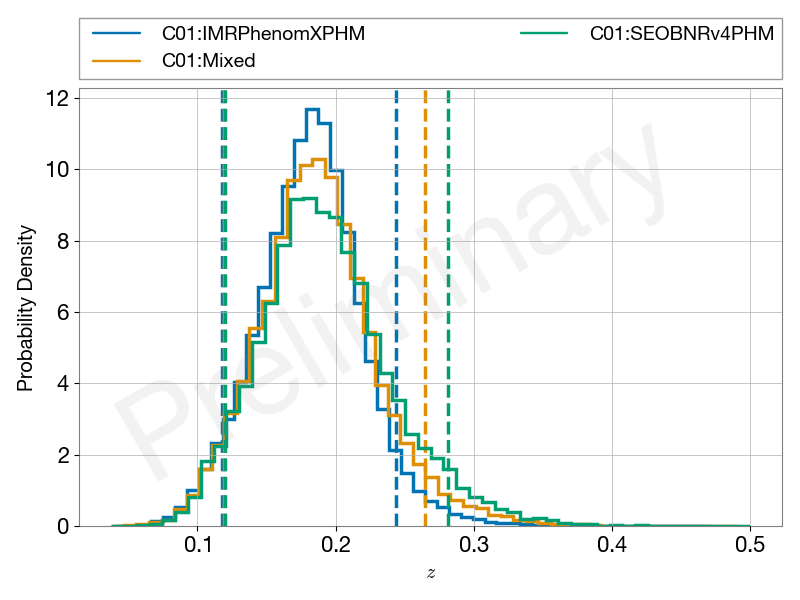 C01:IMRPhenomXPHM
C01:Mixed
C01:SEOBNRv4PHM
Probability Density
12
10
8
6
4
2
0
Preliminary
0.1 0.2 0.3 0.4 0.5
z